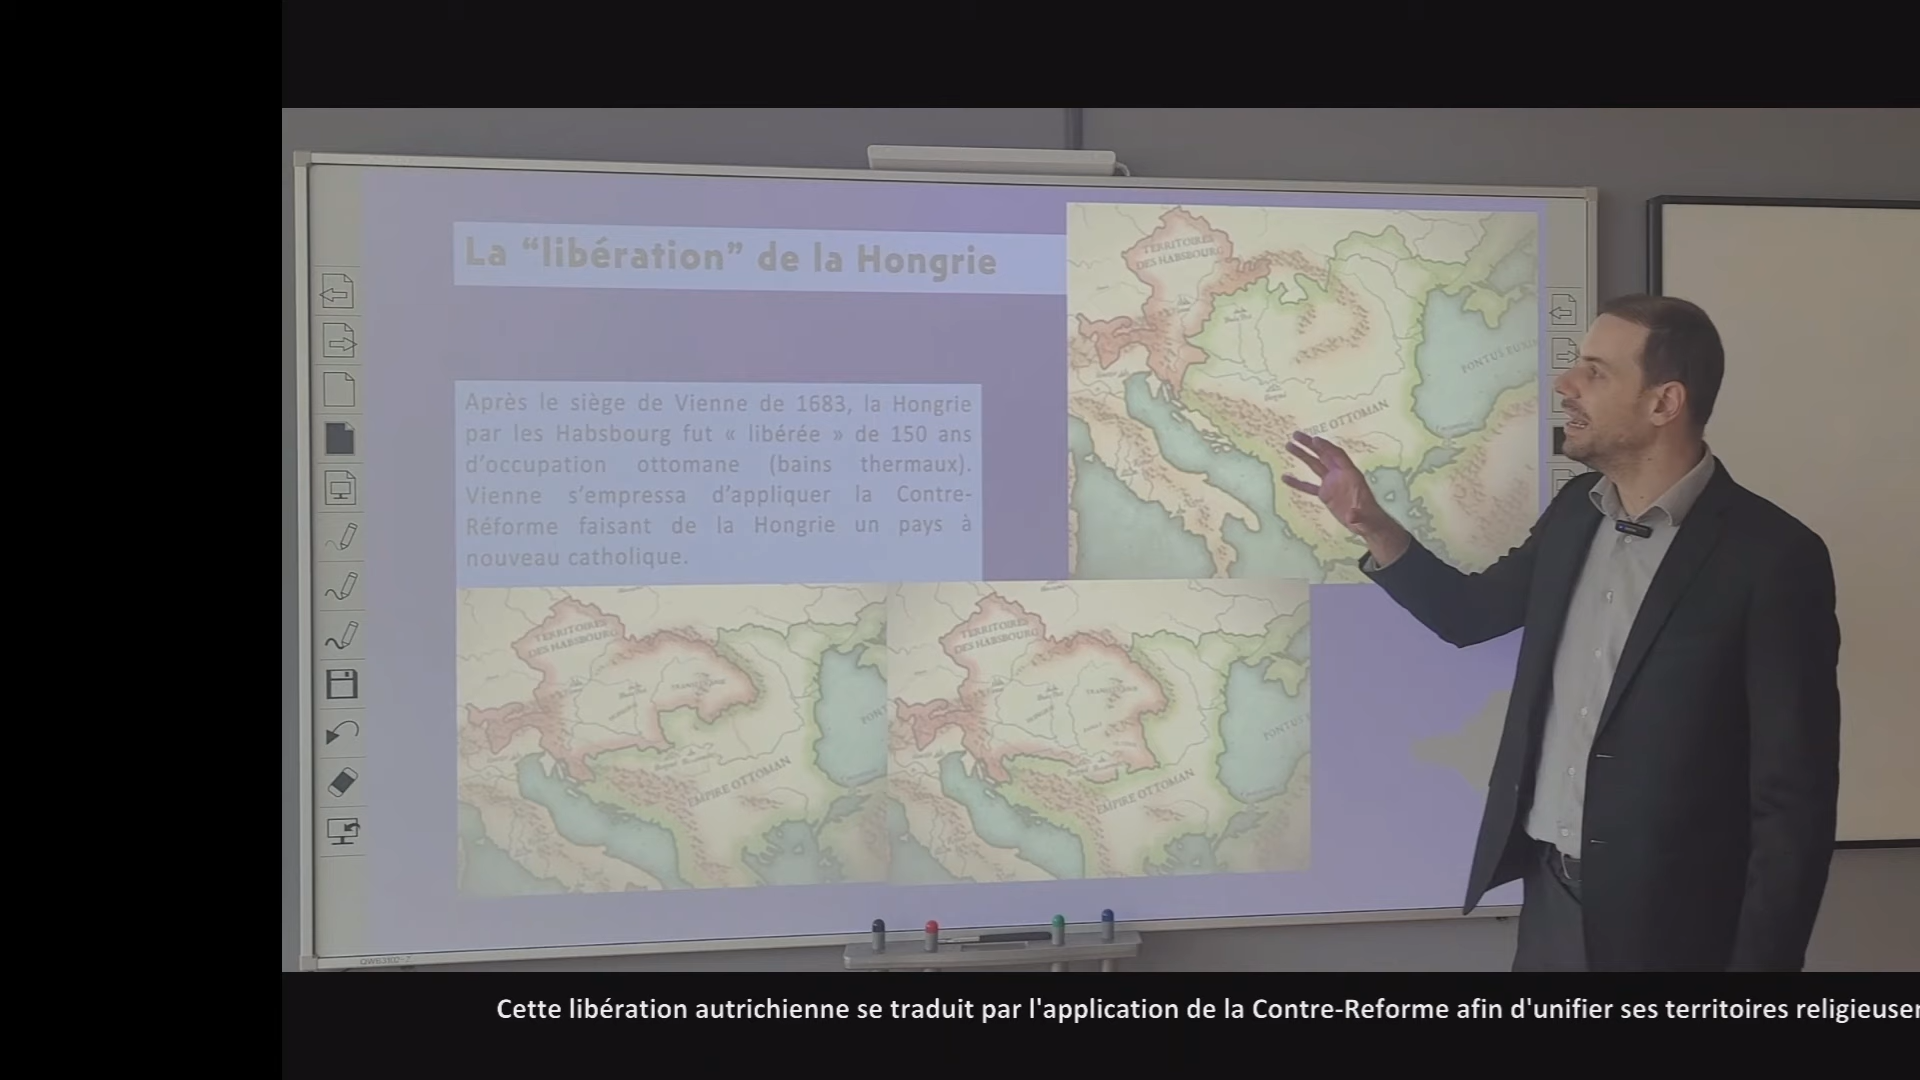 La “libération” de la Hongrie
Après le siège de Vienne de 1683, la Hongrie
par les Habsbourg fut « libérée » de 150 ans
d’occupation ottomane (bains thermaux).
Vienne s’empressa d’appliquer la Contre-
Réforme faisant de la Hongrie un pays à
nouveau catholique.
TERRITOIRES
DES HABSBOURG
PONTUS
EMPIRE OTTOMAN
TERRITOIRES
DES HABSBOURG
EMPIRE OTTOMAN
TERRITOIRES
DES HABSBOURG
EMPIRE OTTOMAN
Cette libération autrichienne se traduit par l'application de la Contre-Reforme afin d'unifier ses territoires